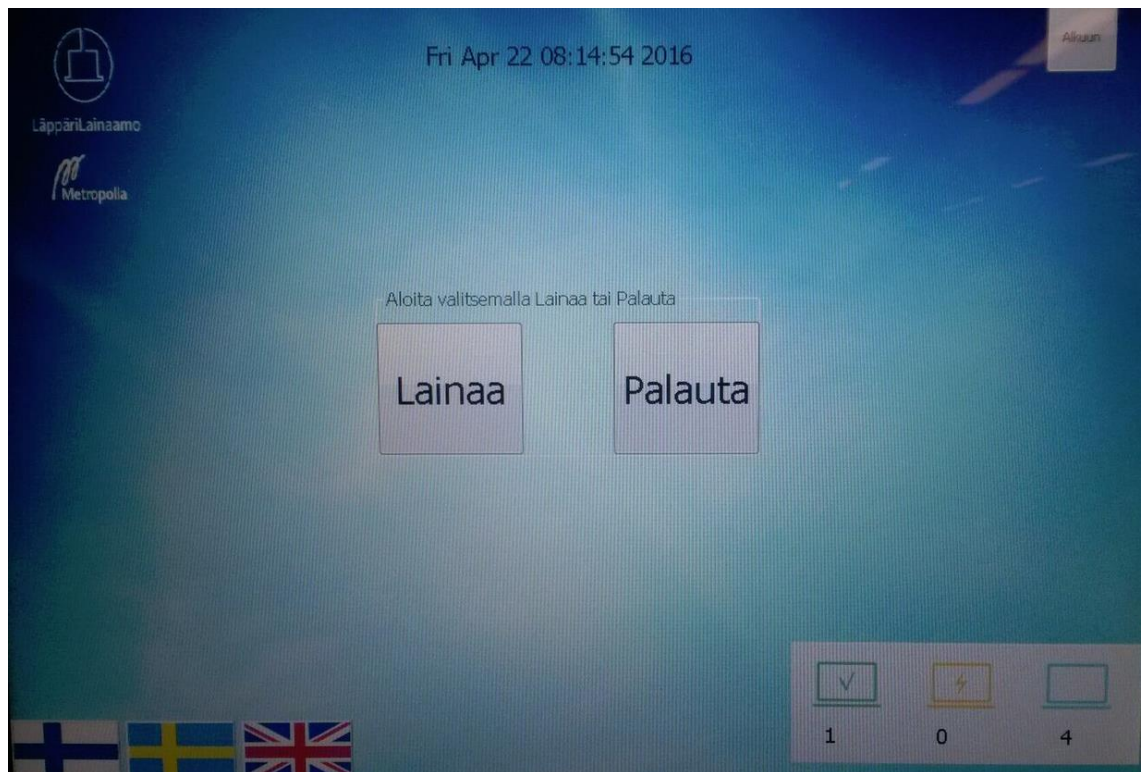 Fri Apr 22 08:14:54 2016
Alkuun
LäppäriLainaamo
Metropolia
Aloita valitsemalla Lainaa tai Palauta
Lainaa
Palauta
1
0
4